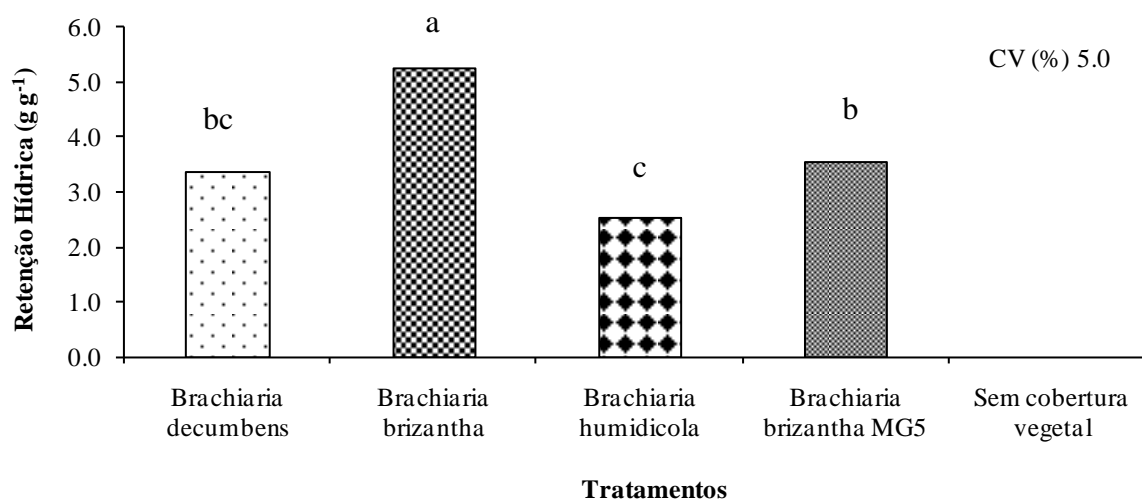 Retenção Hídrica (g g-1)
6.0
5.0
4.0
3.0
2.0
1.0
0.0
CV (%) 5.0
bc
a
c
b
Brachiaria
decumbens
Brachiaria
brizantha
Brachiaria
humidicola
Brachiaria
brizantha MG5
Sem cobertura
vegetal
Tratamentos